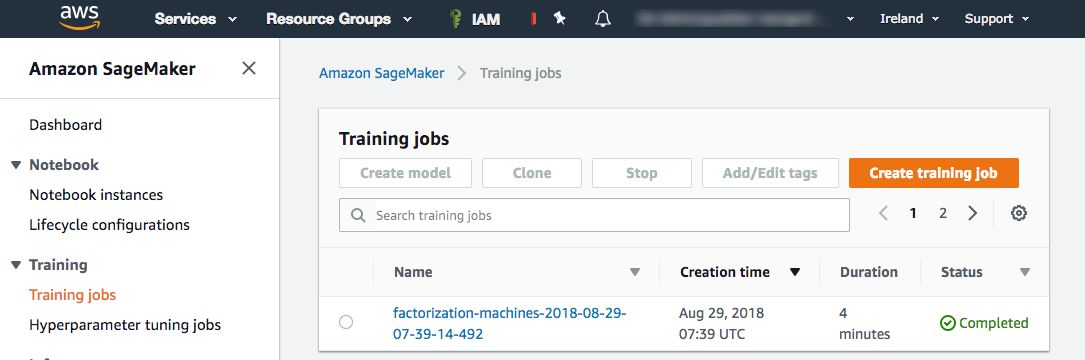 aws
Services
Resource Groups
IAM
Ireland
Support
Amazon SageMaker
Dashboard
Notebook
Notebook instances
Lifecycle configurations
Training
Training jobs
Hyperparameter tuning jobs
Amazon SageMaker
Training jobs
Training jobs
Create model
Clone
Stop
Add/Edit tags
Create training job
Search training jobs
1
2
Name
Creation time
Duration
Status
factorization-machines-2018-08-29-
07-39-14-492
Aug 29, 2018
07:39 UTC
4
minutes
Completed